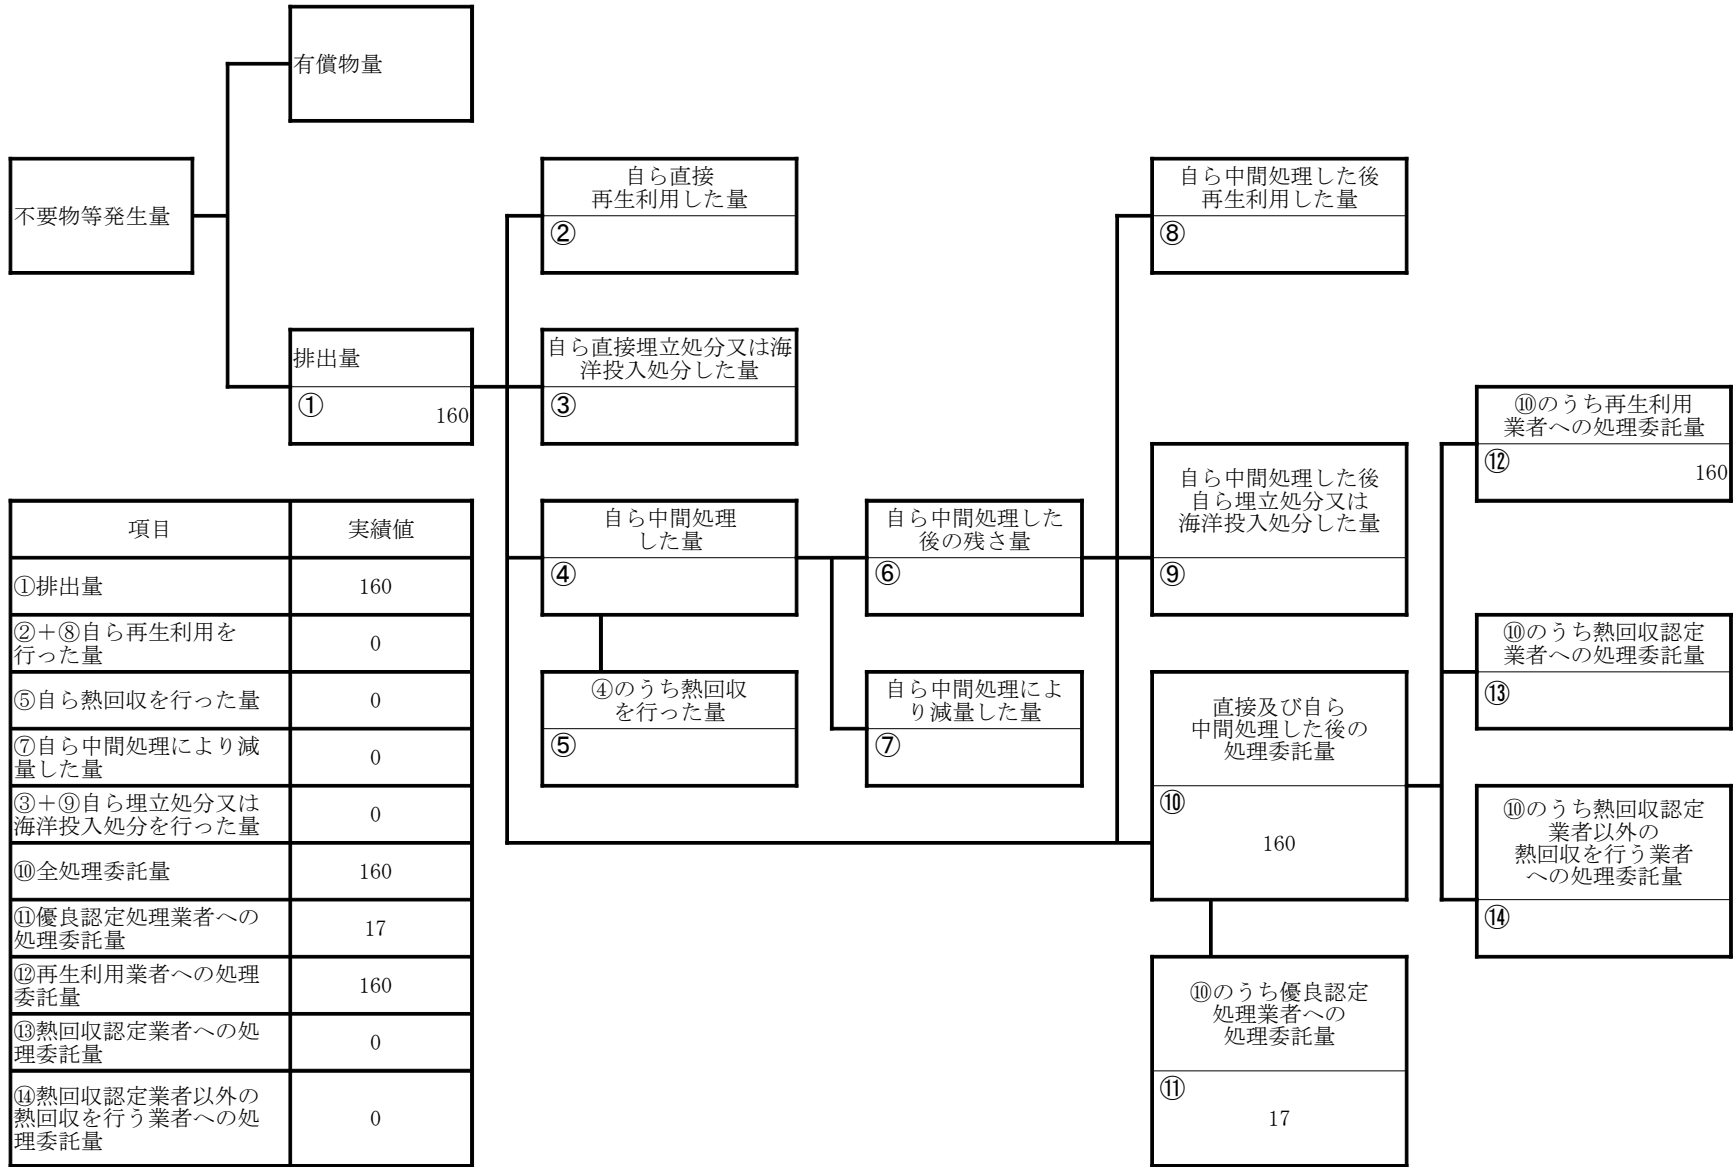 有償物量
不要物等発生量
自ら直接
再生利用した量
②
自ら中間処理した後
再生利用した量
⑧
排出量
①
160
自ら直接埋立処分又は海
洋投入処分した量
③
⑩のうち再生利用
業者への処理委託量
⑫
160
自ら中間処理
した量
④
自ら中間処理した
後の残さ量
⑥
自ら中間処理した後
自ら埋立処分又は
海洋投入処分した量
⑨
⑩のうち熱回収認定
業者への処理委託量
⑬
④のうち熱回収
を行った量
⑤
自ら中間処理によ
り減量した量
⑦
直接及び自ら
中間処理した後の
処理委託量
⑩
160
⑩のうち熱回収認定
業者以外の
熱回収を行う業者
への処理委託量
⑭
⑩のうち優良認定
処理業者への
処理委託量
⑪
17
項目 実績値
①排出量 160
②+⑧自ら再生利用を
行った量 0
⑤自ら熱回収を行った量 0
⑦自ら中間処理により減
量した量 0
③+⑨自ら埋立処分又は
海洋投入処分を行った量 0
⑩全処理委託量 160
⑪優良認定処理業者への
処理委託量 17
⑫再生利用業者への処理
委託量 160
⑬熱回収認定業者への処
理委託量 0
⑭熱回収認定業者以外の
熱回収を行う業者への処
理委託量 0